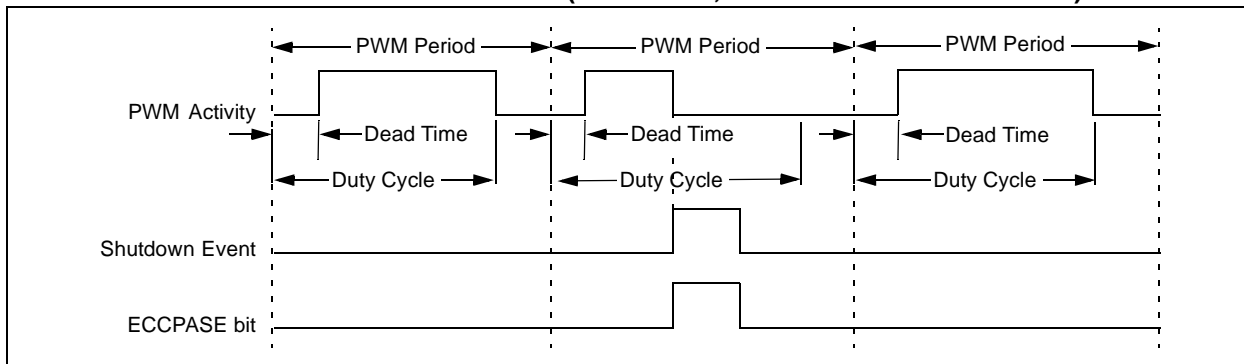 PWM Period PWM Period PWM Period
PWM Activity
Dead Time Dead Time Dead Time
Duty Cycle Duty Cycle Duty Cycle
Shutdown Event
ECCPASE bit